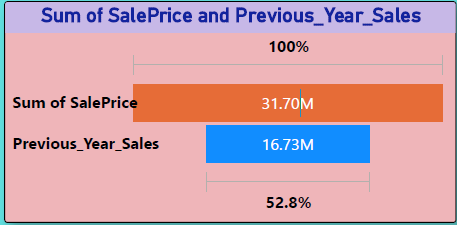 Sum of SalePrice and Previous_Year_Sales
100%
Sum of SalePrice 31.70M
Previous_Year_Sales 16.73M
52.8%